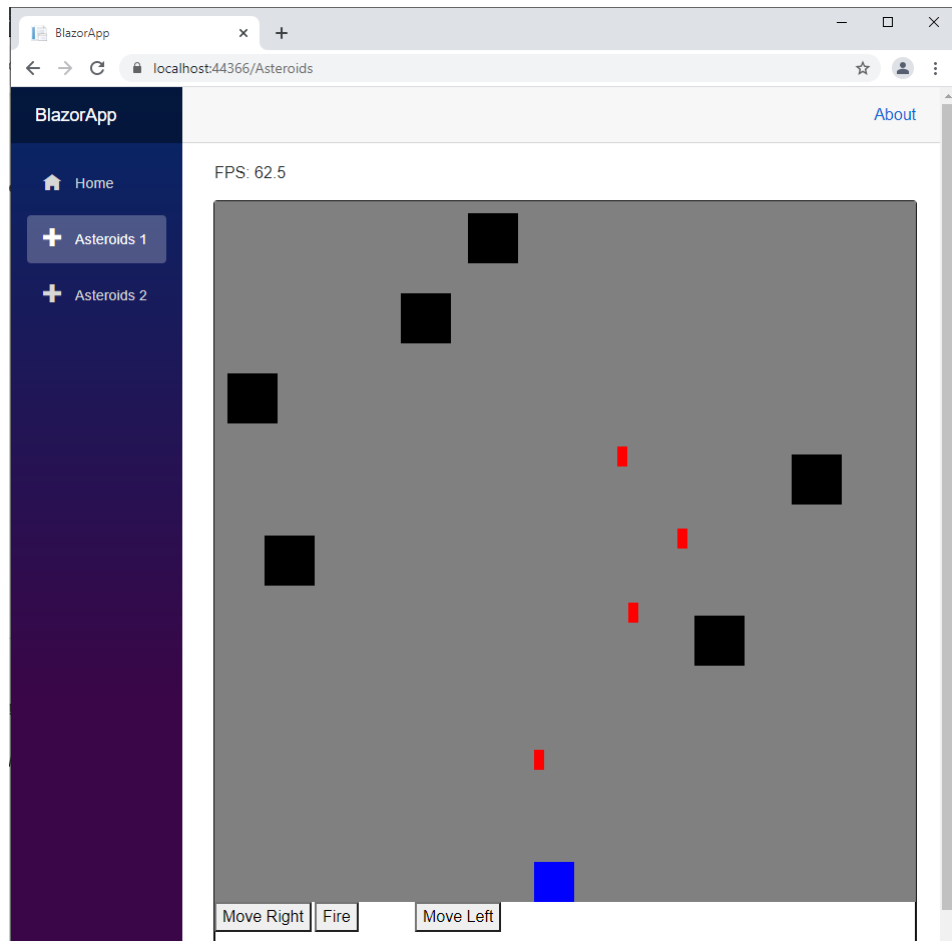 BlazorApp
localhost:44366/Asteroids
BlazorApp
About
Home
Asteroids 1
Asteroids 2
FPS: 62.5
Move Right Fire Move Left